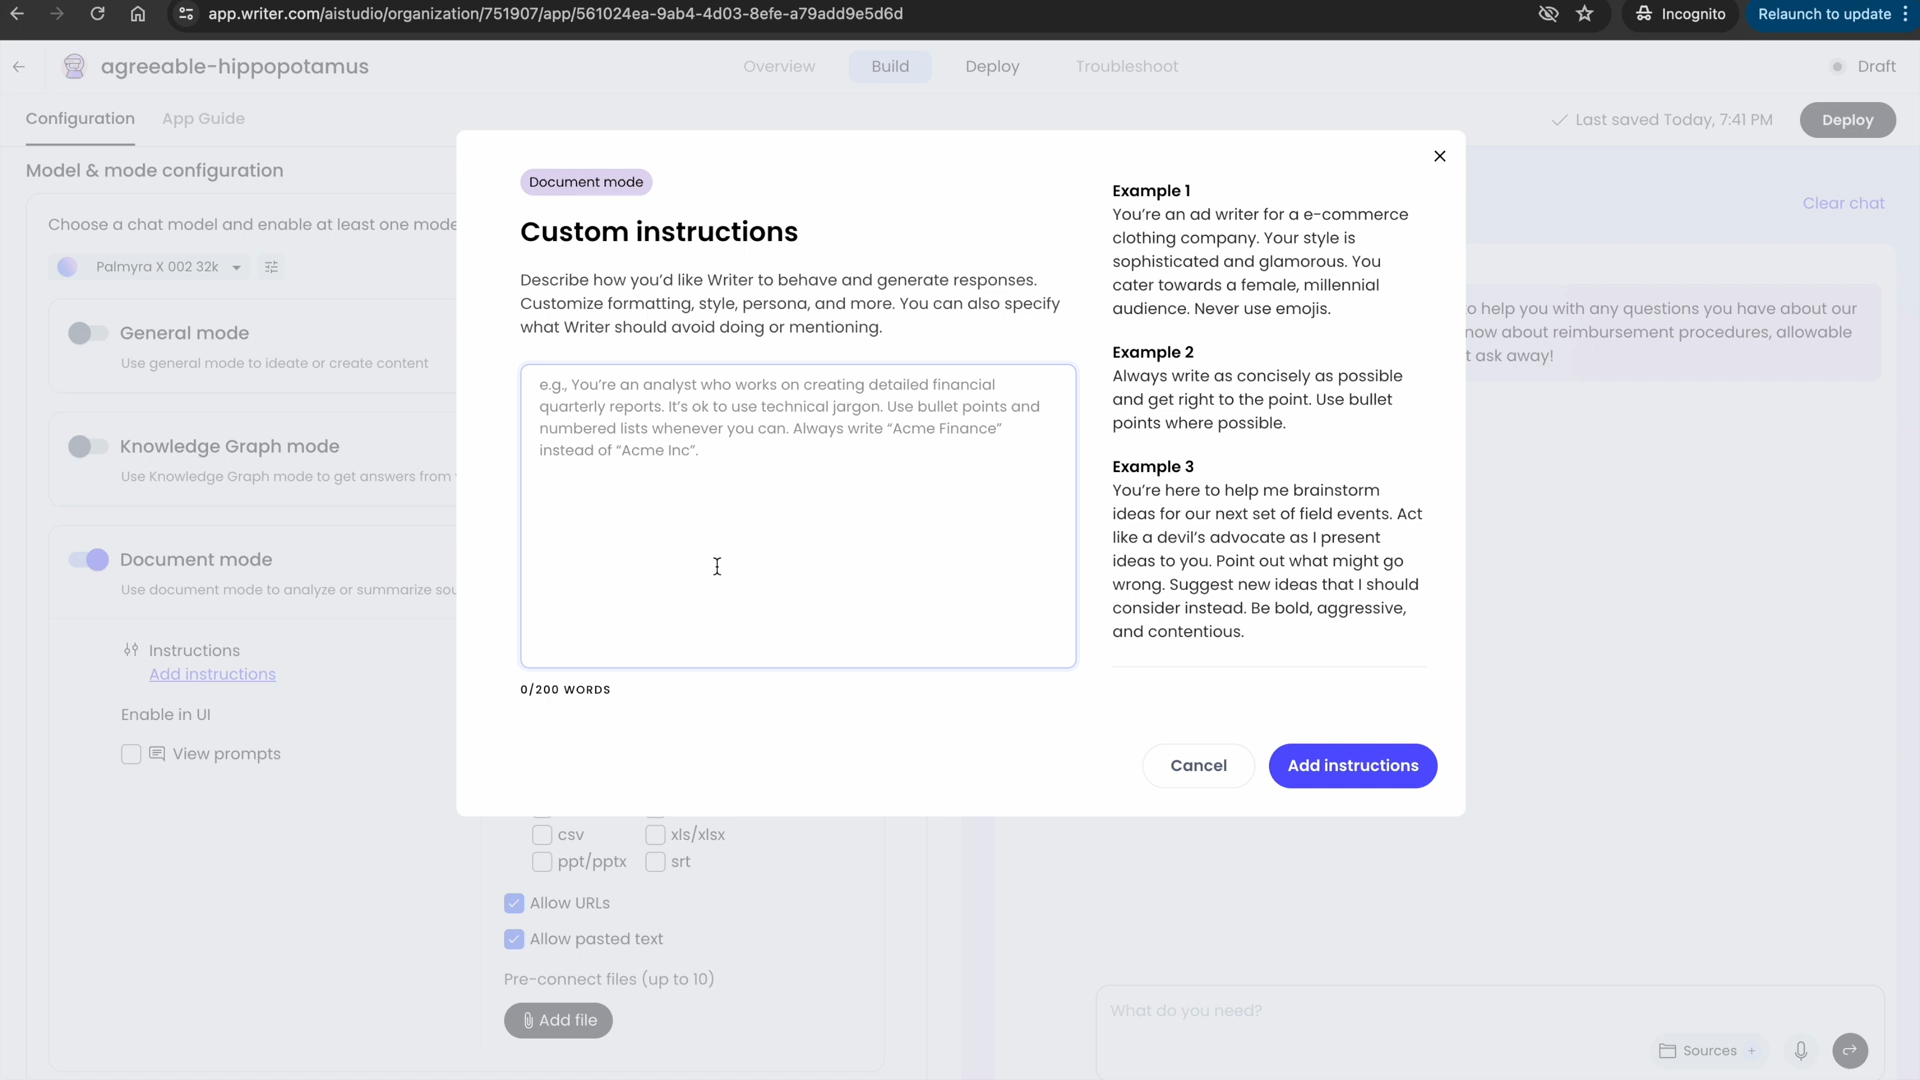 app.writer.com/aistudio/organization/751907/app/561024ea-9ab4-4d03-8efe-a79add9e5d6d
Incognito
Relaunch to update
agreeable-hippopotamus
Overview
Build
Deploy
Troubleshoot
Draft
Configuration
App Guide
Last saved Today, 7:41 PM
Deploy
Model & mode configuration
Choose a chat model and enable at least one mode
Palmyra X 002 32k
General mode
Use general mode to ideate or create content
Knowledge Graph mode
Use Knowledge Graph mode to get answers from
Document mode
Use document mode to analyze or summarize
Instructions
Add instructions
Enable in UI
View prompts
Document mode
Custom instructions
Describe how you'd like Writer to behave and generate responses.
Customize formatting, style, persona, and more. You can also specify
what Writer should avoid doing or mentioning.
e.g., You're an analyst who works on creating detailed financial
quarterly reports. It's ok to use technical jargon. Use bullet points and
numbered lists whenever you can. Always write “Acme Finance”
instead of “Acme Inc”.
0/200 WORDS
Example 1
You're an ad writer for a e-commerce
clothing company. Your style is
sophisticated and glamorous. You
cater towards a female, millennial
audience. Never use emojis.
Example 2
Always write as concisely as possible
and get right to the point. Use bullet
points where possible.
Example 3
You're here to help me brainstorm
ideas for our next set of field events. Act
like a devil's advocate as I present
ideas to you. Point out what might go
wrong. Suggest new ideas that I should
consider instead. Be bold, aggressive,
and contentious.
Cancel
Add instructions
csv
xls/xlsx
ppt/pptx
srt
Allow URLs
Allow pasted text
Pre-connect files (up to 10)
Add file
Clear chat
to help you with any questions you have about our
now about reimbursement procedures, allowable
t ask away!
What do you need?
Sources +